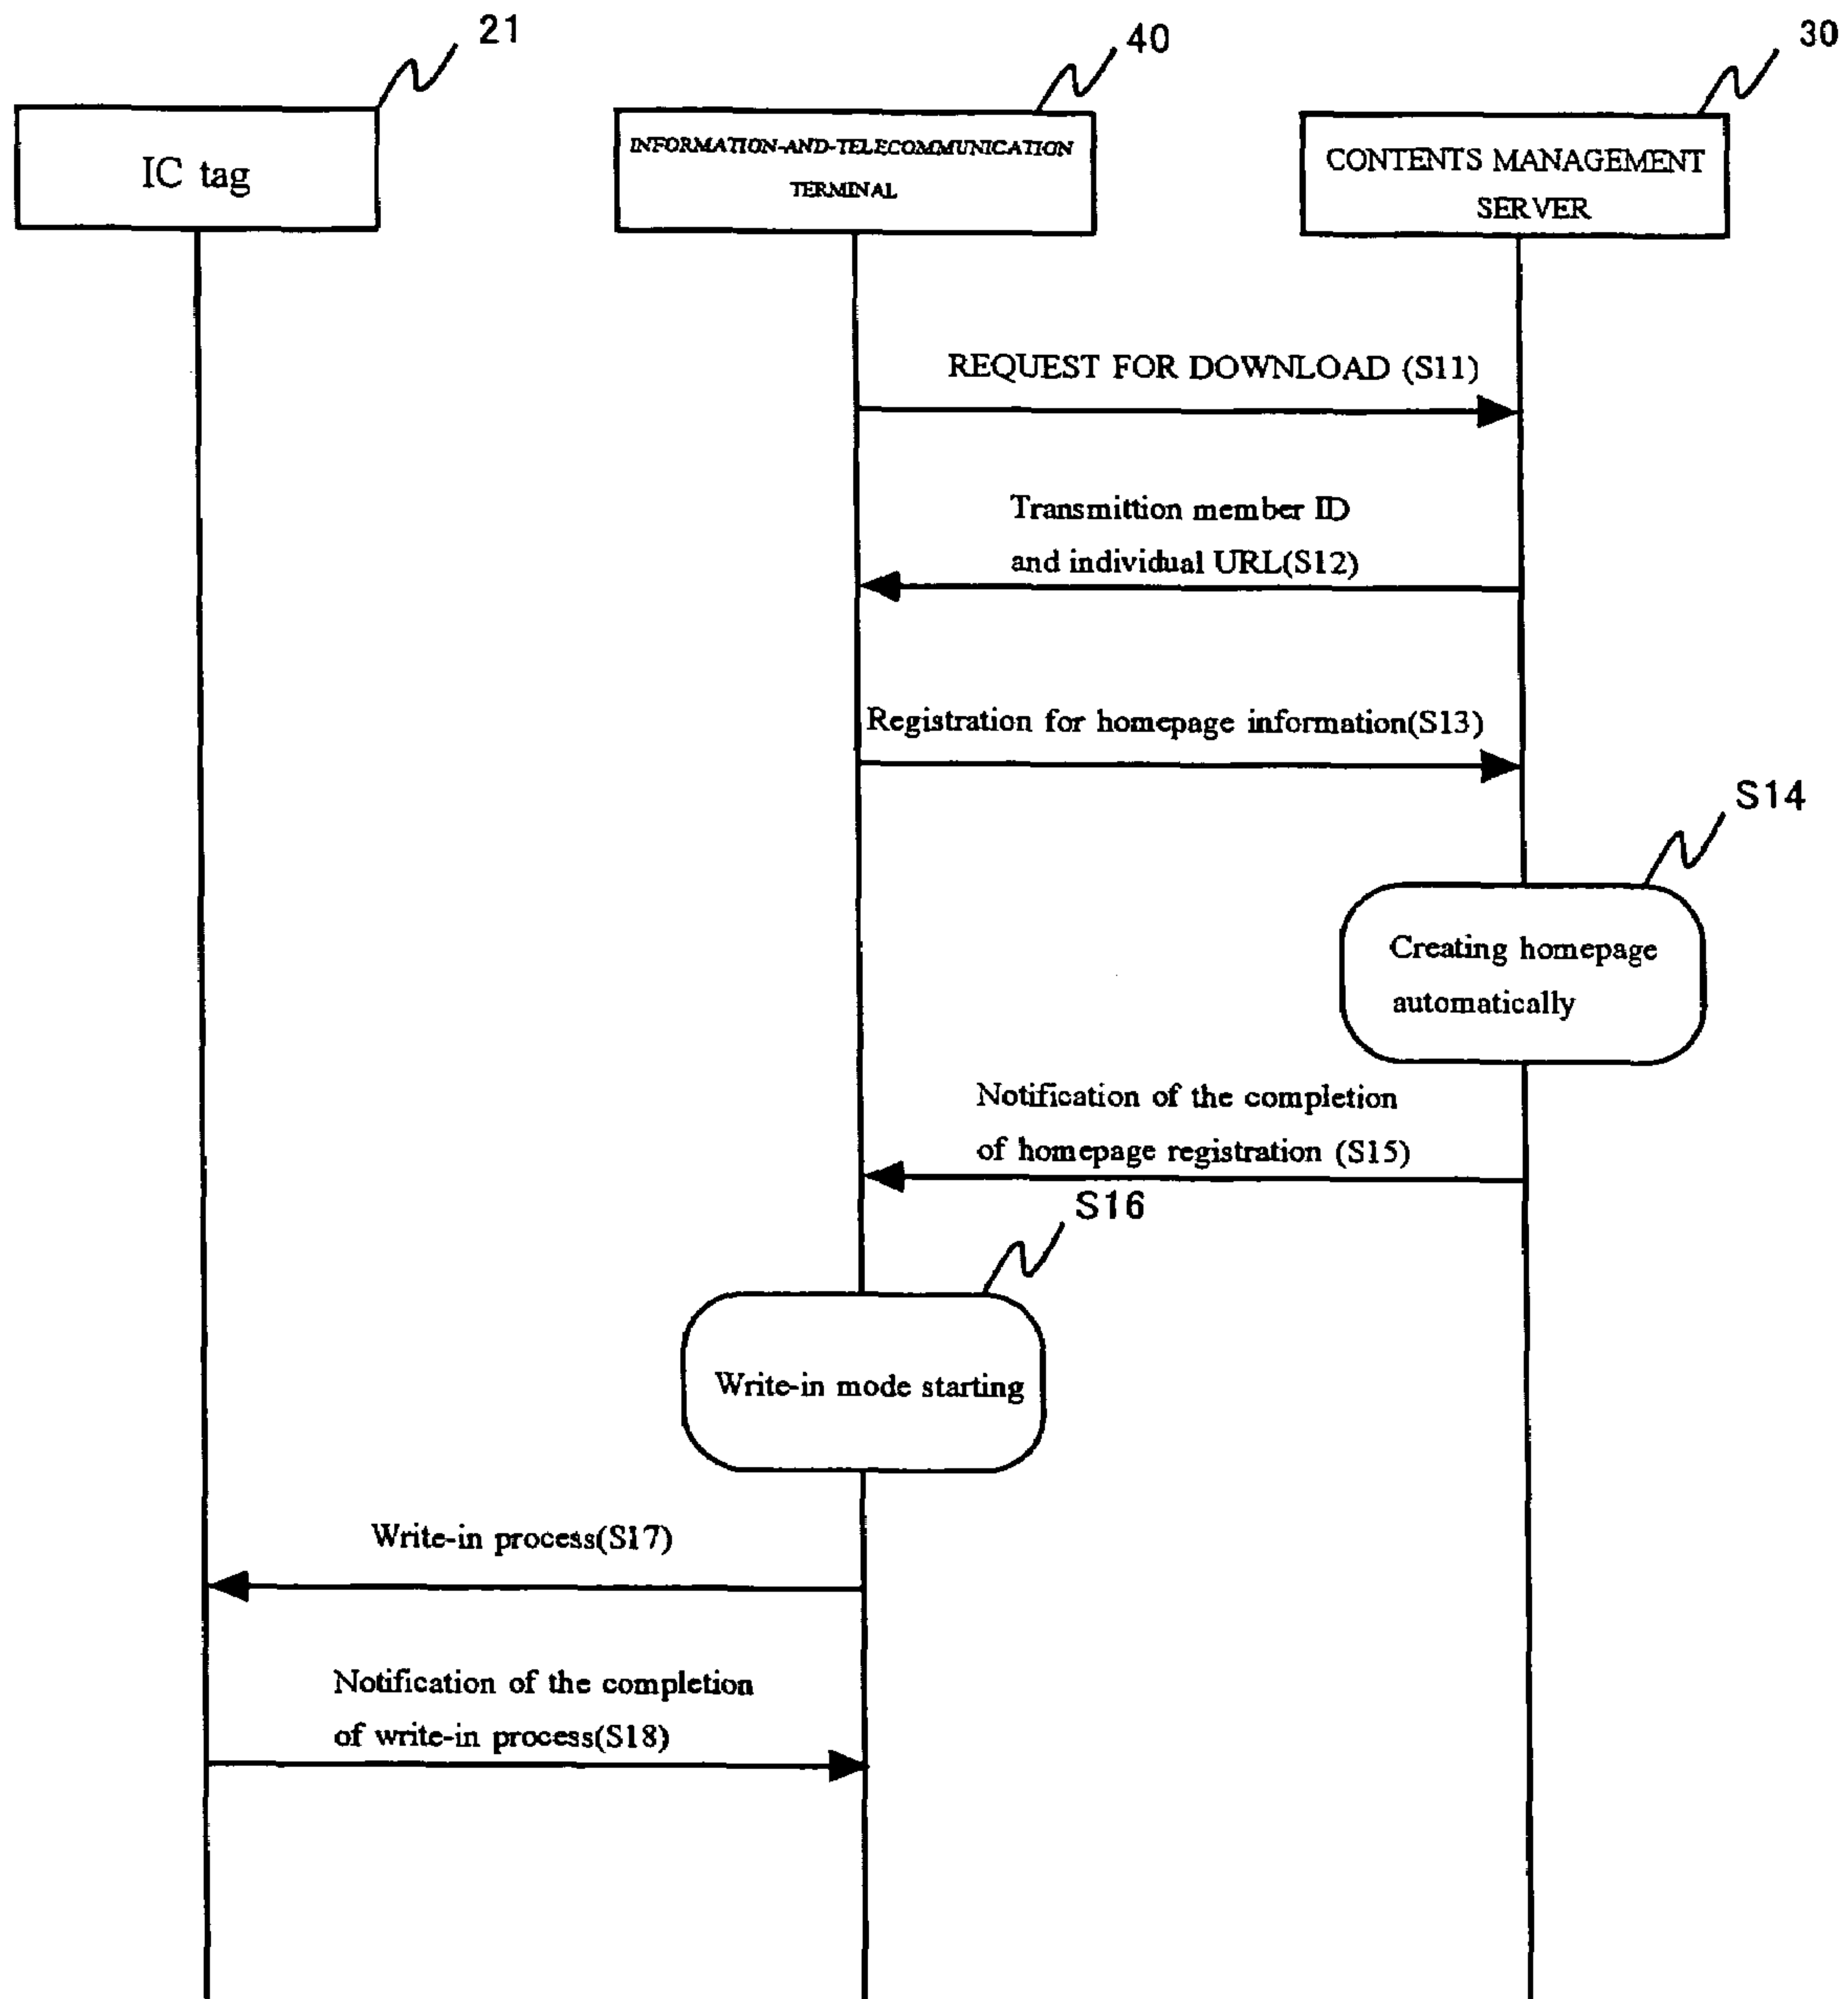 21
40
30
IC tag
INFORMATION-AND-TELECOMMUNICATION
TERMINAL
CONTENTS MANAGEMENT
SERVER
REQUEST FOR DOWNLOAD (S11)
Transmittion member ID
and individual URL(S12)
Registration for homepage information(S13)
S14
Creating homepage
automatically
Notification of the completion
of homepage registration (S15)
S16
Write-in mode starting
Write-in process(S17)
Notification of the completion
of write-in process(S18)